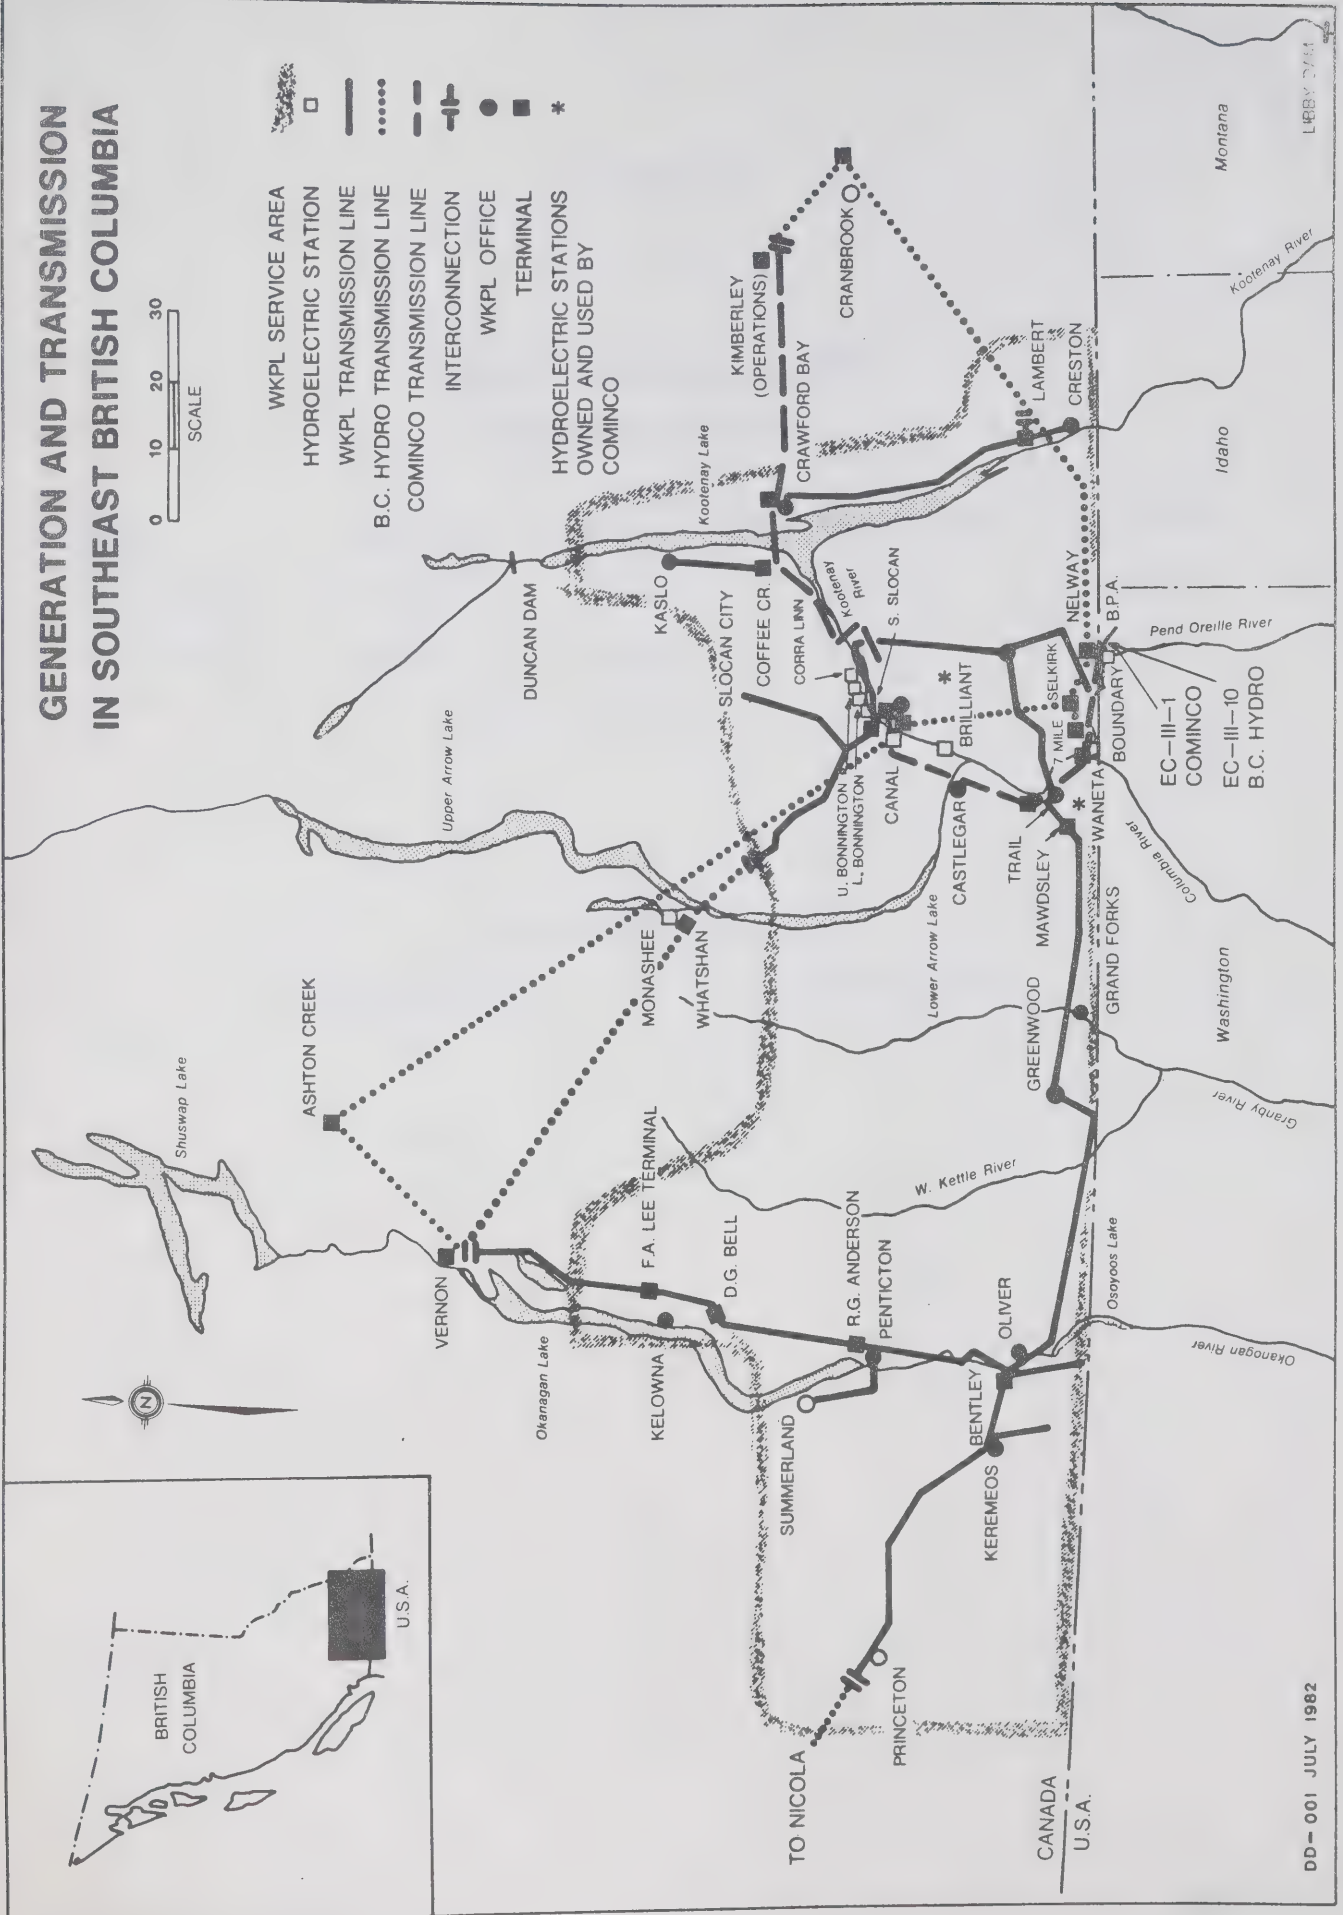 GENERATION AND TRANSMISSION
IN SOUTHEAST BRITISH COLUMBIA
0 10 20 30
SCALE
WKPL SERVICE AREA
HYDROELECTRIC STATION
WKPL TRANSMISSION LINE
B.C. HYDRO TRANSMISSION LINE
COMINCO TRANSMISSION LINE
INTERCONNECTION
WKPL OFFICE
TERMINAL
HYDROELECTRIC STATIONS
OWNED AND USED BY
COMINCO
*
BRITISH
COLUMBIA
U.S.A.
N
Shuswap Lake
ASHTON CREEK
VERNON
Okanagan Lake
Upper Arrow Lake
DUNCAN DAM
Kootenay Lake
KASLO
SLOCAN CITY
COFFEE CR.
CORRA LINN
Kootenay
River
S. SLOCAN
KIMBERLEY
(OPERATIONS)
CRAWFORD BAY
CRANBROOK
LAMBERT
CRESTON
MONASHEE
WHATSHAN
F.A. LEE TERMINAL
KELOWNA
D.G. BELL
R.G. ANDERSON
PENTICTON
SUMMERLAND
OLIVER
BENTLEY
KEREMEOS
PRINCETON
TO NICOLA
Osoyoos Lake
Okanogan River
W. Kettle River
Granby River
GREENWOOD
GRAND FORKS
Lower Arrow Lake
U. BONNINGTON
L. BONNINGTON
CANAL
BRILLIANT
*
CASTLEGAR
TRAIL
MAWDSLEY
*
WANETA
7 MILE
SELKIRK
NELWAY
BOUNDARY
B.P.A.
Pend Oreille River
EC-III-1
COMINCO
EC-III-10
B.C. HYDRO
Columbia River
Kootenay River
Washington
Idaho
Montana
LIBBY DAM
CANADA
U.S.A.
DD-001 JULY 1982